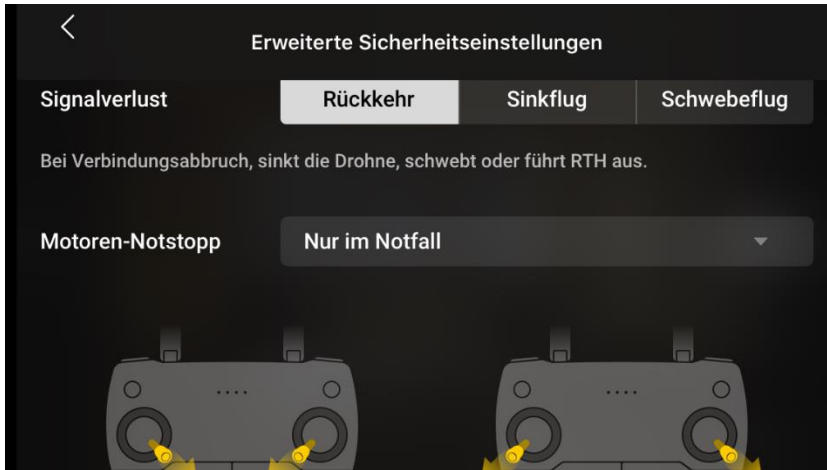 Erweiterte Sicherheitseinstellungen
Signalverlust Rückkehr Sinkflug Schwebeflug
Bei Verbindungsabbruch, sinkt die Drohne, schwebt oder führt RTH aus.
Motoren-Notstopp Nur im Notfall